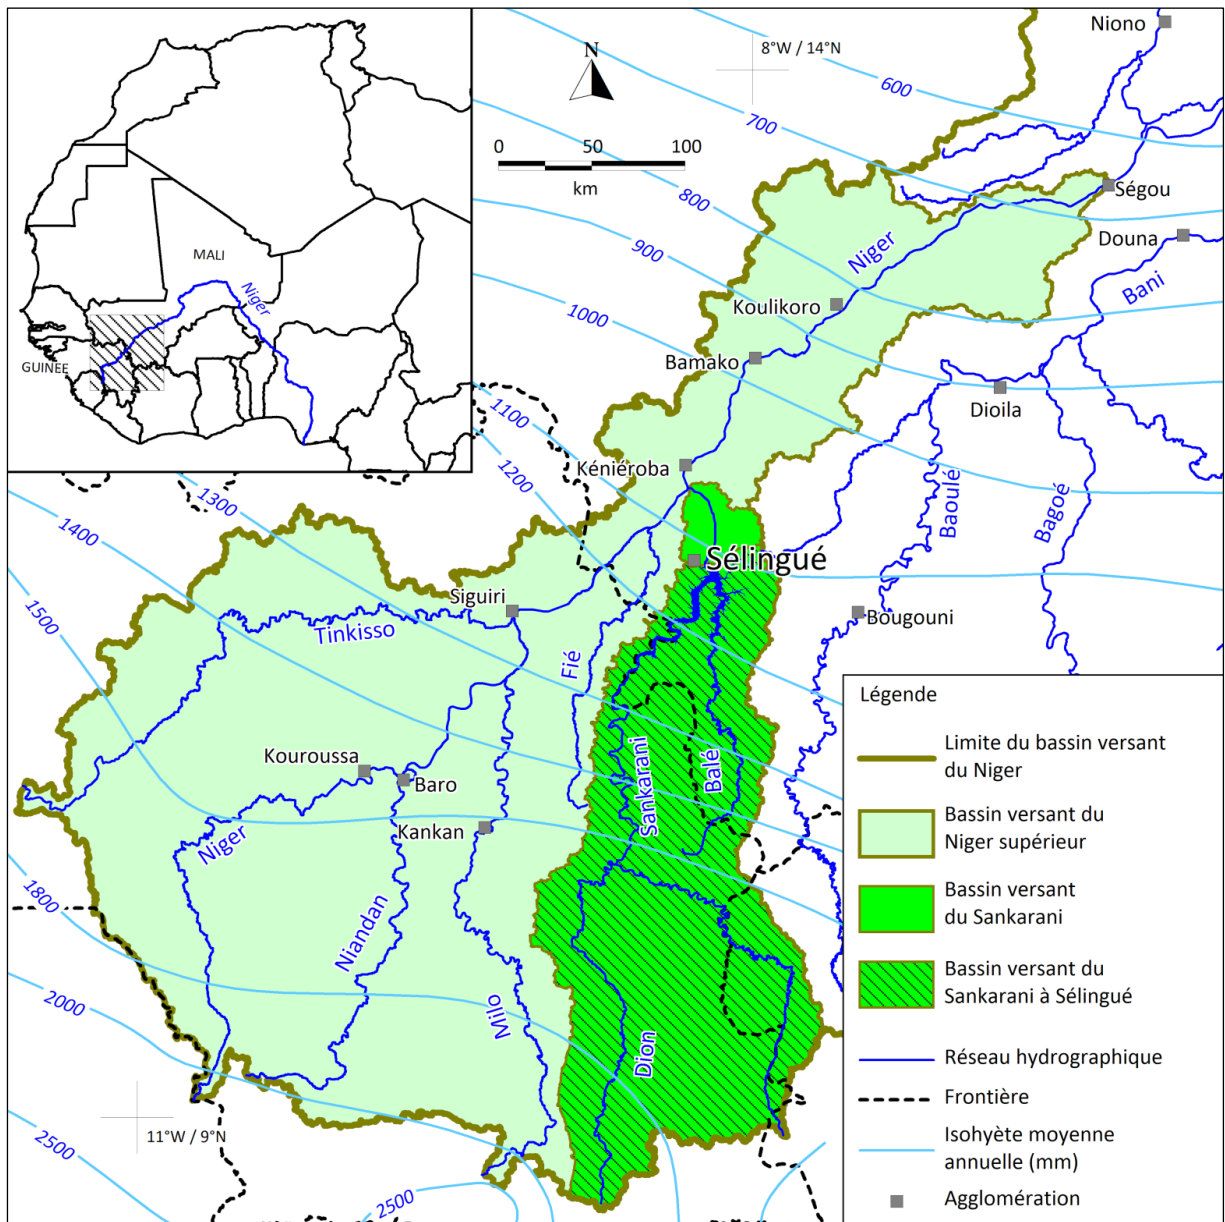 Niono
8°W / 14°N
N
600
700
0 50 100
km
MALI
Niger
GUINEE
800
900
1000
Ségou
Douna
Niger
Bani
Koulikoro
Bamako
Dioila
1100
1200
Kéniéroba
Baoulé
Bagoé
1300
1400
1500
Sélingué
Siguiri
Tinkisso
Bougouni
Fié
Kouroussa
Baro
Sankarani
Balé
Niger
Kankan
1800
Niandan
2000
Milo
Dion
11°W / 9°N
2500
2500
Légende
Limite du bassin versant
du Niger
Bassin versant du
Niger supérieur
Bassin versant
du Sankarani
Bassin versant du
Sankarani à Sélingué
Réseau hydrographique
Frontière
Isohyète moyenne
annuelle (mm)
Agglomération